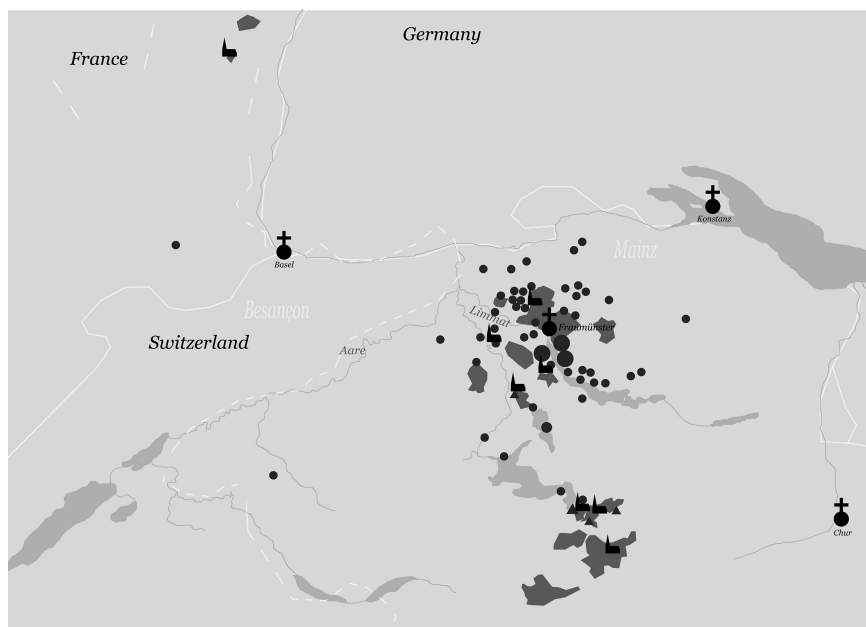 Germany
France
Konstanz
Mainz
Basel
Besançon
Limmat
Fraumünster
Switzerland
Aare
Chur